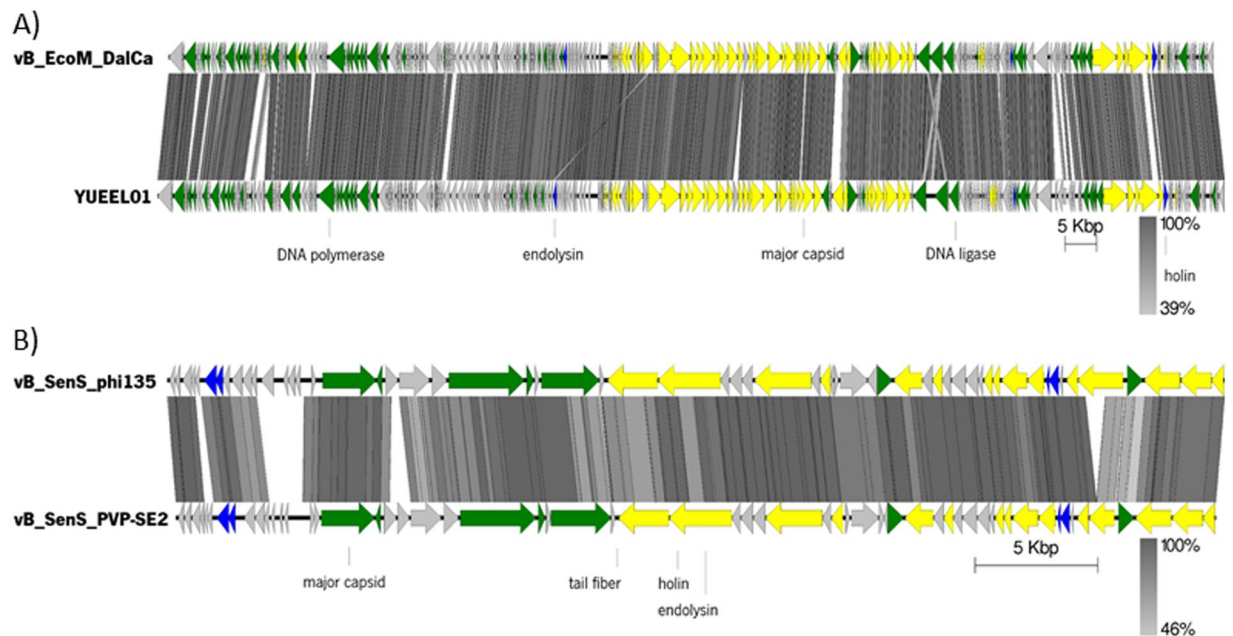 A)
vB_EcoM_DalCa
YUEEL01
DNA polymerase
endolysin
major capsid
DNA ligase
5 Kbp
100%
holin
39%
B)
vB_SenS_phi135
vB_SenS_PVP-SE2
major capsid
tail fiber
holin
endolysin
5 Kbp
100%
46%